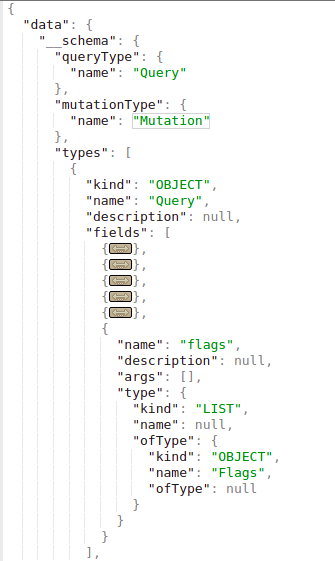 {
  "data": {
    "__schema": {
      "queryType": {
        "name": "Query"
      },
      "mutationType": {
        "name": "Mutation"
      },
      "types": [
        {
          "kind": "OBJECT",
          "name": "Query",
          "description": null,
          "fields": [
            {},
            {},
            {},
            {},
            {},
            {
              "name": "flags",
              "description": null,
              "args": [],
              "type": {
                "kind": "LIST",
                "name": null,
                "ofType": {
                  "kind": "OBJECT",
                  "name": "Flags",
                  "ofType": null
                }
              }
            }
          ],